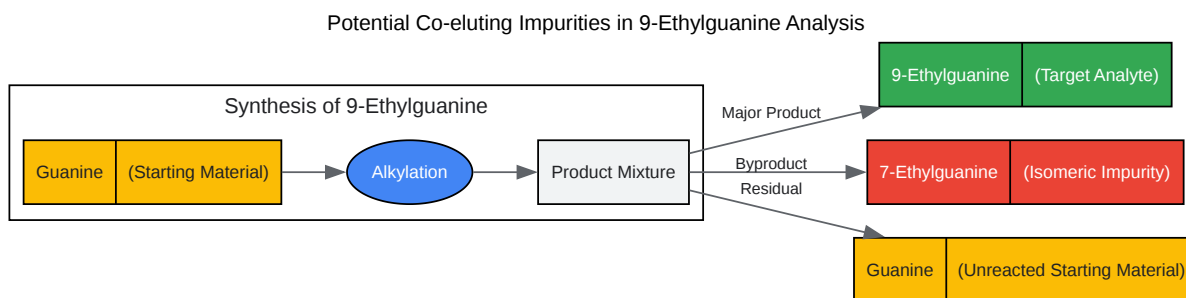 Potential Co-eluting Impurities in 9-Ethylguanine Analysis
Synthesis of 9-Ethylguanine
Guanine (Starting Material)
Alkylation
Product Mixture
Major Product
Byproduct
Residual
9-Ethylguanine (Target Analyte)
7-Ethylguanine (Isomeric Impurity)
Guanine (Unreacted Starting Material)